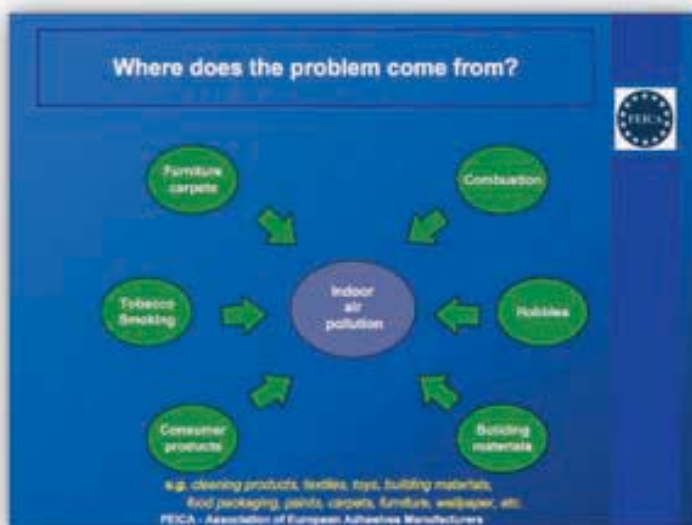 Where does the problem come from?
FEICA
Furniture
carpets
Combustion
Tobacco
Smoking
Indoor
air
pollution
Hobbies
Consumer
products
Building
materials
e.g. cleaning products, textiles, toys, building materials,
food packaging, paints, carpets, furniture, wallpaper, etc.
FEICA - Association of European Adhesives Manufacturers